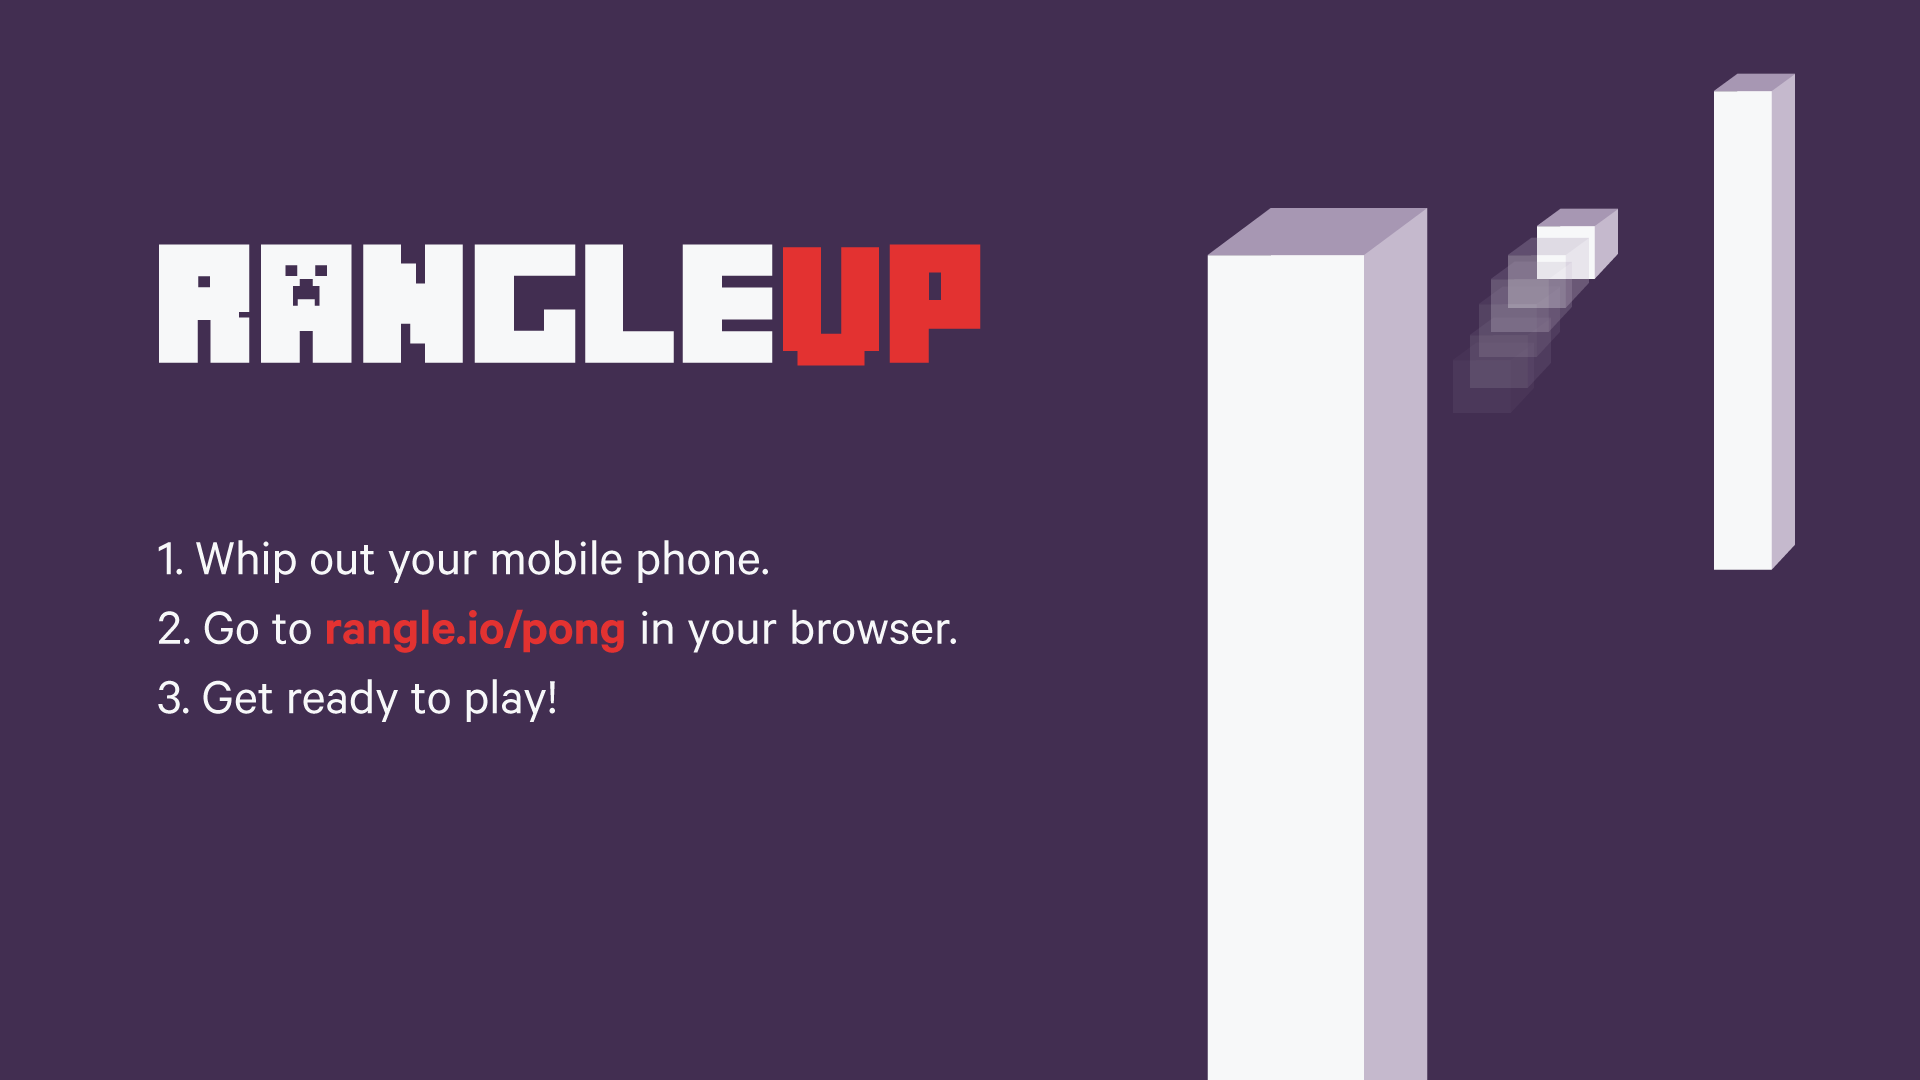 RANGLEUP
1. Whip out your mobile phone.
2. Go to rangle.io/pong in your browser.
3. Get ready to play!